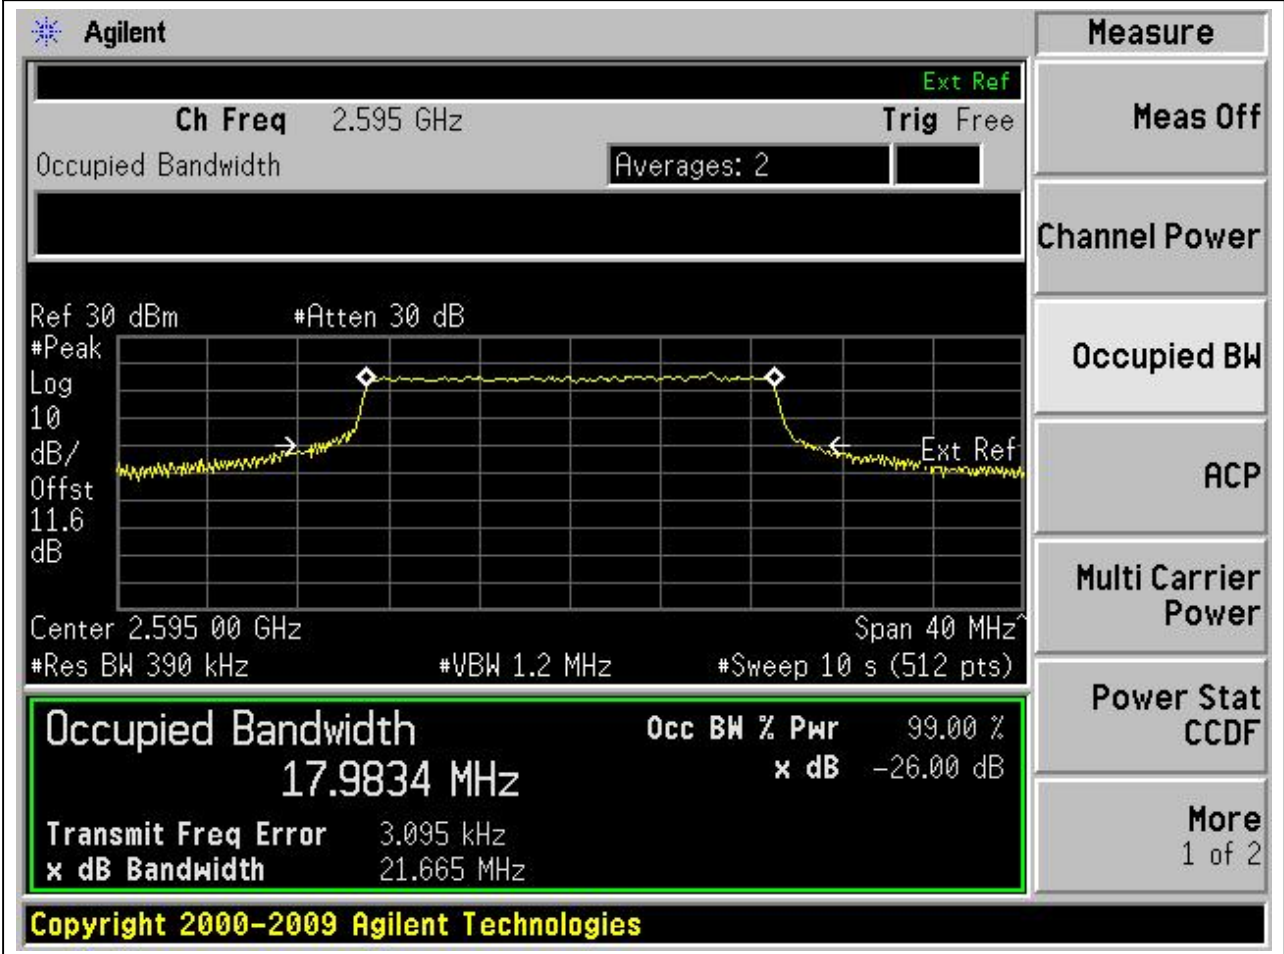 Agilent
Ext Ref
Ch Freq 2.595 GHz Trig Free
Occupied Bandwidth Averages: 2
Ref 30 dBm #Atten 30 dB
#Peak
Log
10
dB/
Offst
11.6
dB
Ext Ref
Center 2.595 00 GHz Span 40 MHz^
#Res BW 390 kHz #VBW 1.2 MHz #Sweep 10 s (512 pts)
Occupied Bandwidth Occ BW % Pwr 99.00 %
17.9834 MHz x dB -26.00 dB
Transmit Freq Error 3.095 kHz
x dB Bandwidth 21.665 MHz
Copyright 2000-2009 Agilent Technologies
Measure
Meas Off
Channel Power
Occupied BW
ACP
Multi Carrier
Power
Power Stat
CCDF
More
1 of 2